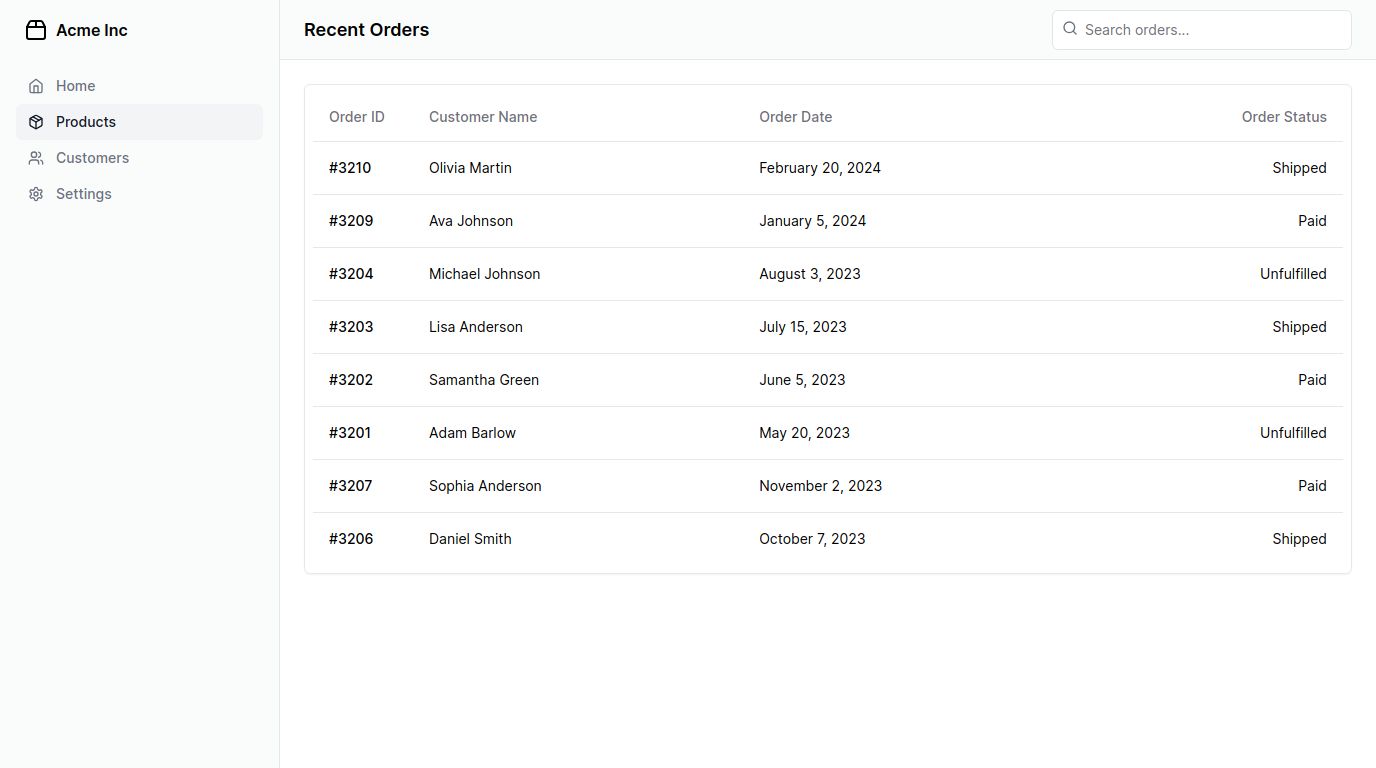 Acme Inc
Home
Products
Customers
Settings
Recent Orders
Search orders...
Order ID Customer Name Order Date Order Status
#3210 Olivia Martin February 20, 2024 Shipped
#3209 Ava Johnson January 5, 2024 Paid
#3204 Michael Johnson August 3, 2023 Unfulfilled
#3203 Lisa Anderson July 15, 2023 Shipped
#3202 Samantha Green June 5, 2023 Paid
#3201 Adam Barlow May 20, 2023 Unfulfilled
#3207 Sophia Anderson November 2, 2023 Paid
#3206 Daniel Smith October 7, 2023 Shipped